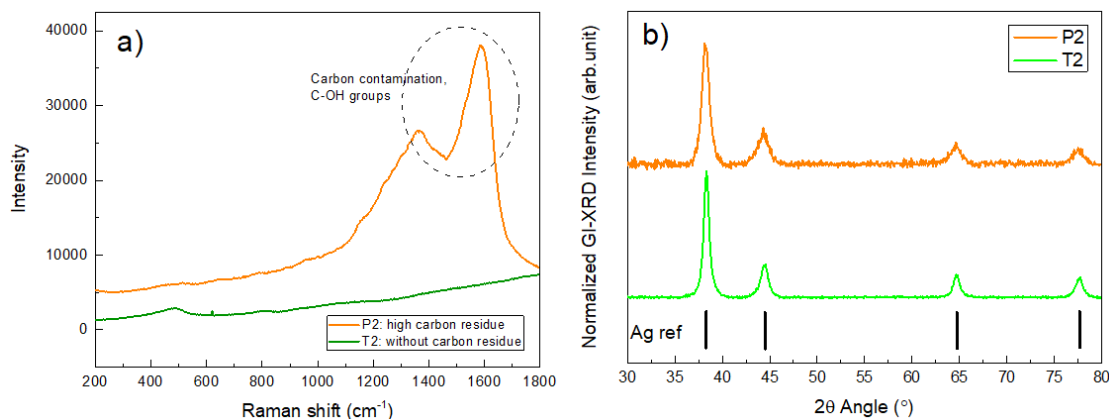 a)
Carbon contamination,
C-OH groups
Intensity
40000
30000
20000
10000
0
P2: high carbon residue
T2: without carbon residue
200 400 600 800 1000 1200 1400 1600 1800
Raman shift (cm⁻¹)
b)
P2
T2
Normalized GI-XRD Intensity (arb.unit)
Ag ref
30 35 40 45 50 55 60 65 70 75 80
2θ Angle (°)